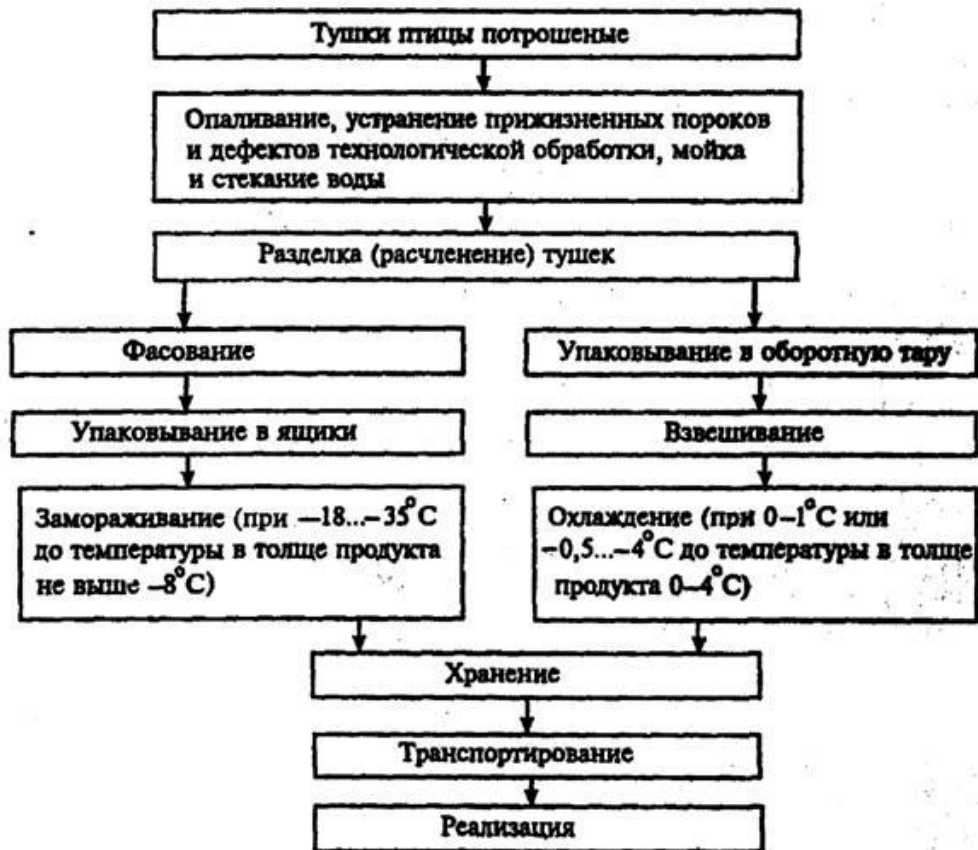 Тушки птицы потрошеные
Опаливание, устранение прижизненных пороков
и дефектов технологической обработки, мойка
и стекание воды
Разделка (расчленение) тушек
Фасование
Упаковывание в оборотную тару
Упаковывание в ящики
Взвешивание
Замораживание (при –18...–35°C
до температуры в толще продукта
не выше –8°C)
Охлаждение (при 0–1°C или
–0,5...–4°C до температуры в толще
продукта 0–4°C)
Хранение
Транспортирование
Реализация